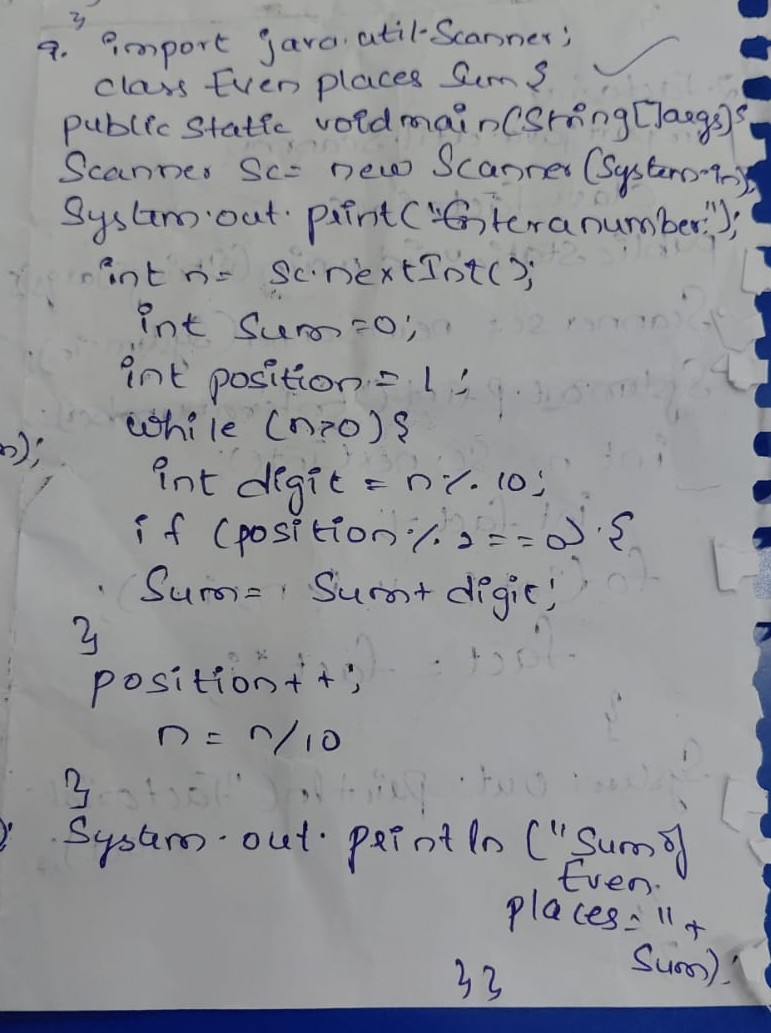 }
9. import java.util.Scanner;
class Even places Sum {
public static void main(String[]args){
Scanner Sc= new Scanner(System.in);
System.out.print("Enter a number:");
int n= Sc.nextInt();
int Sum=0;
int position = 1;
while (n>0) {
n);
int digit = n%10;
if (position%2==0) {
Sum= Sum+ digit;
}
position++;
n = n/10
}
System.out.println ("Sum of
Even
places=" +
Sum);
}}